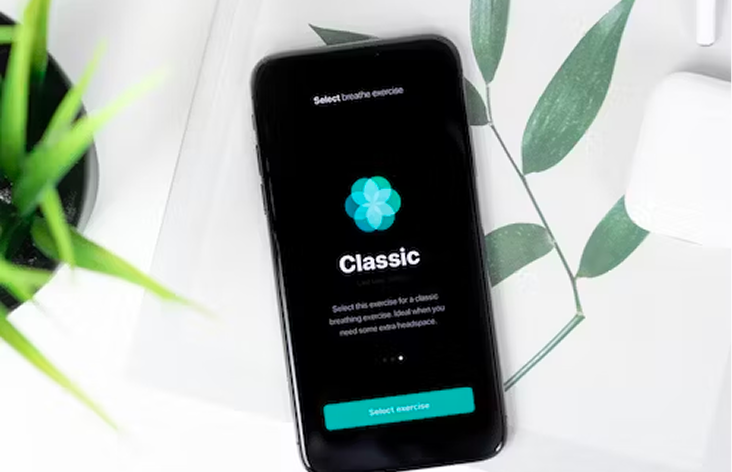 Select breathe exercise
Classic
Select this exercise for a classic
breathing exercise. Ideal when you
need some extra headspace.
Select exercise